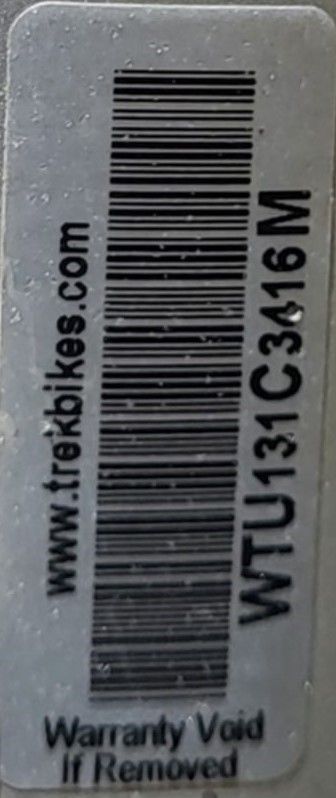 www.trekbikes.com
WTU131C3416M
Warranty Void
If Removed